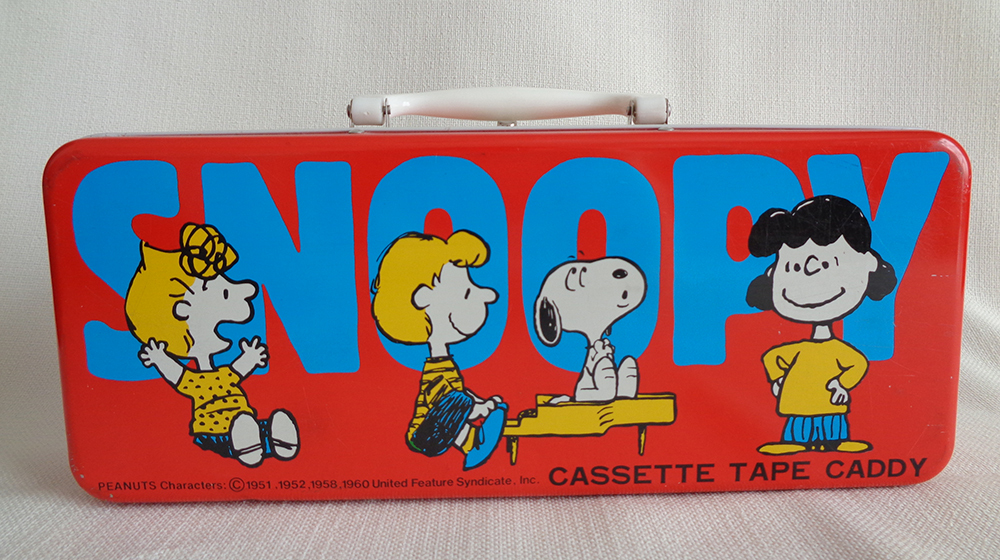 SNOOPY
PEANUTS Characters: ©1951,1952,1958,1960 United Feature Syndicate, Inc.
CASSETTE TAPE CADDY